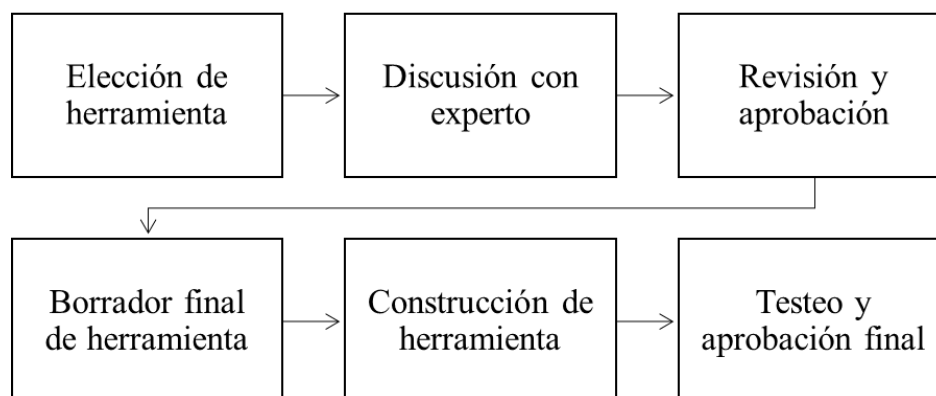 Elección de
herramienta
Discusión con
experto
Revisión y
aprobación
Borrador final
de herramienta
Construcción de
herramienta
Testeo y
aprobación final